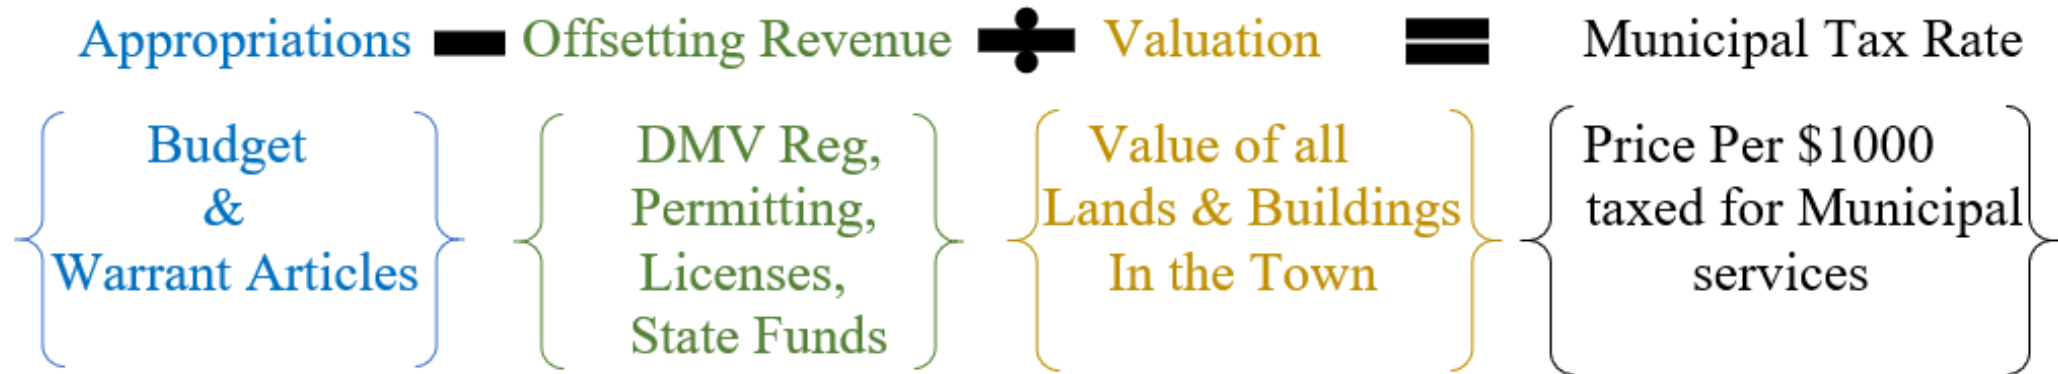 Appropriations − Offsetting Revenue ÷ Valuation = Municipal Tax Rate
Budget
&
Warrant Articles
DMV Reg,
Permitting,
Licenses,
State Funds
Value of all
Lands & Buildings
In the Town
Price Per $1000
taxed for Municipal
services